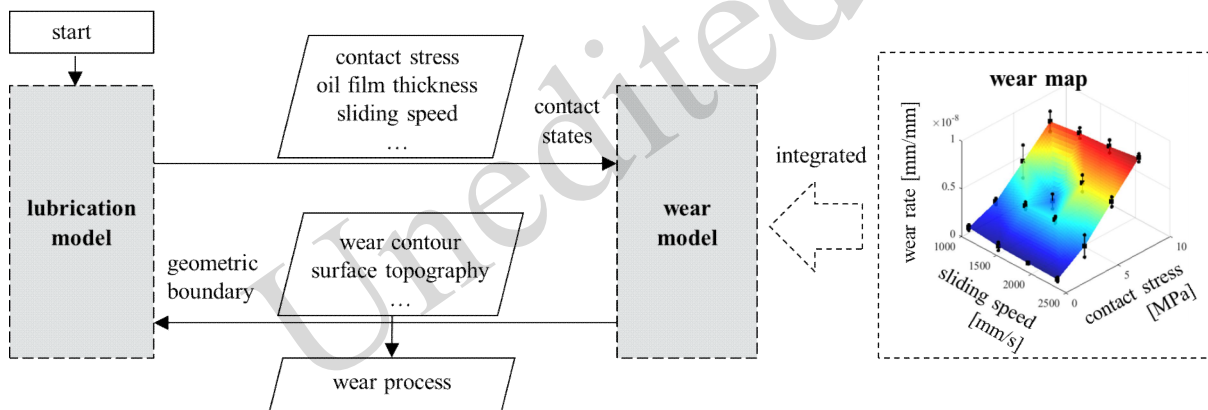 start
contact stress
oil film thickness
sliding speed
…
contact
states
lubrication
model
wear
model
integrated
wear map
×10⁻⁸
wear rate [mm/mm]
1
0.5
0
1000
1500
2000
2500
sliding speed
[mm/s]
0
5
10
contact stress
[MPa]
geometric
boundary
wear contour
surface topography
…
wear process
Unedited